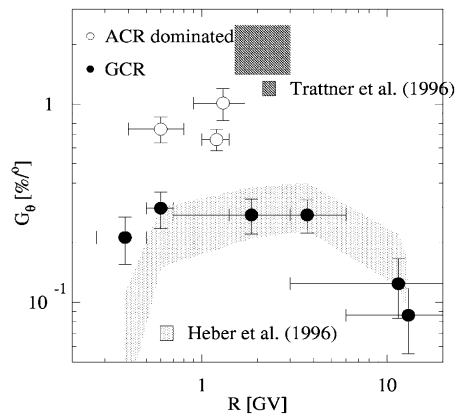 ACR dominated
GCR
Trattner et al. (1996)
1
G_θ [%/°]
10^-1
Heber et al. (1996)
1
10
R [GV]